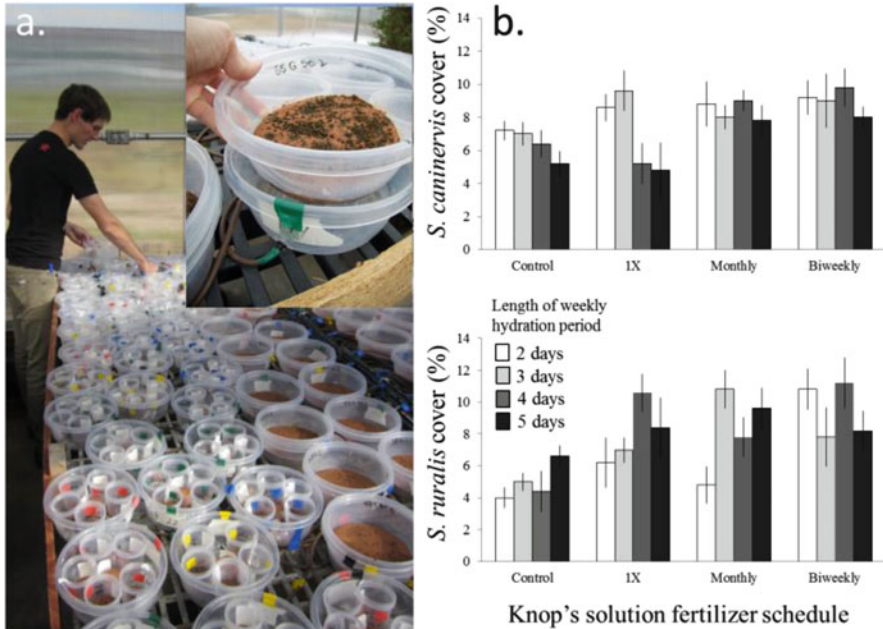 a.
b.
S. caninervis cover (%)
14
12
10
8
6
4
2
0
Control 1X Monthly Biweekly
Length of weekly
hydration period
2 days
3 days
4 days
5 days
S. ruralis cover (%)
14
12
10
8
6
4
2
0
Control 1X Monthly Biweekly
Knop's solution fertilizer schedule